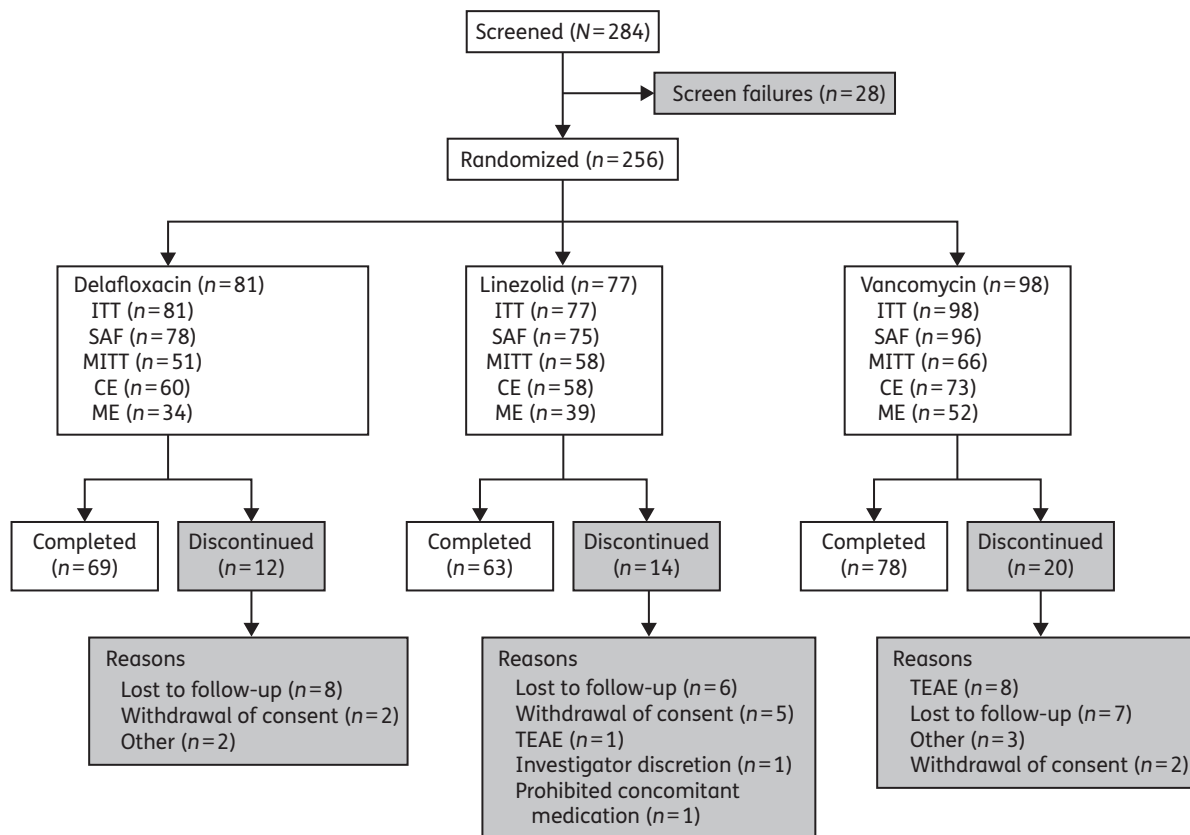 Screened (N=284)
Screen failures (n=28)
Randomized (n=256)
Delafloxacin (n=81)
ITT (n=81)
SAF (n=78)
MITT (n=51)
CE (n=60)
ME (n=34)
Linezolid (n=77)
ITT (n=77)
SAF (n=75)
MITT (n=58)
CE (n=58)
ME (n=39)
Vancomycin (n=98)
ITT (n=98)
SAF (n=96)
MITT (n=66)
CE (n=73)
ME (n=52)
Completed
(n=69)
Discontinued
(n=12)
Completed
(n=63)
Discontinued
(n=14)
Completed
(n=78)
Discontinued
(n=20)
Reasons
Lost to follow-up (n=8)
Withdrawal of consent (n=2)
Other (n=2)
Reasons
Lost to follow-up (n=6)
Withdrawal of consent (n=5)
TEAE (n=1)
Investigator discretion (n=1)
Prohibited concomitant
medication (n=1)
Reasons
TEAE (n=8)
Lost to follow-up (n=7)
Other (n=3)
Withdrawal of consent (n=2)